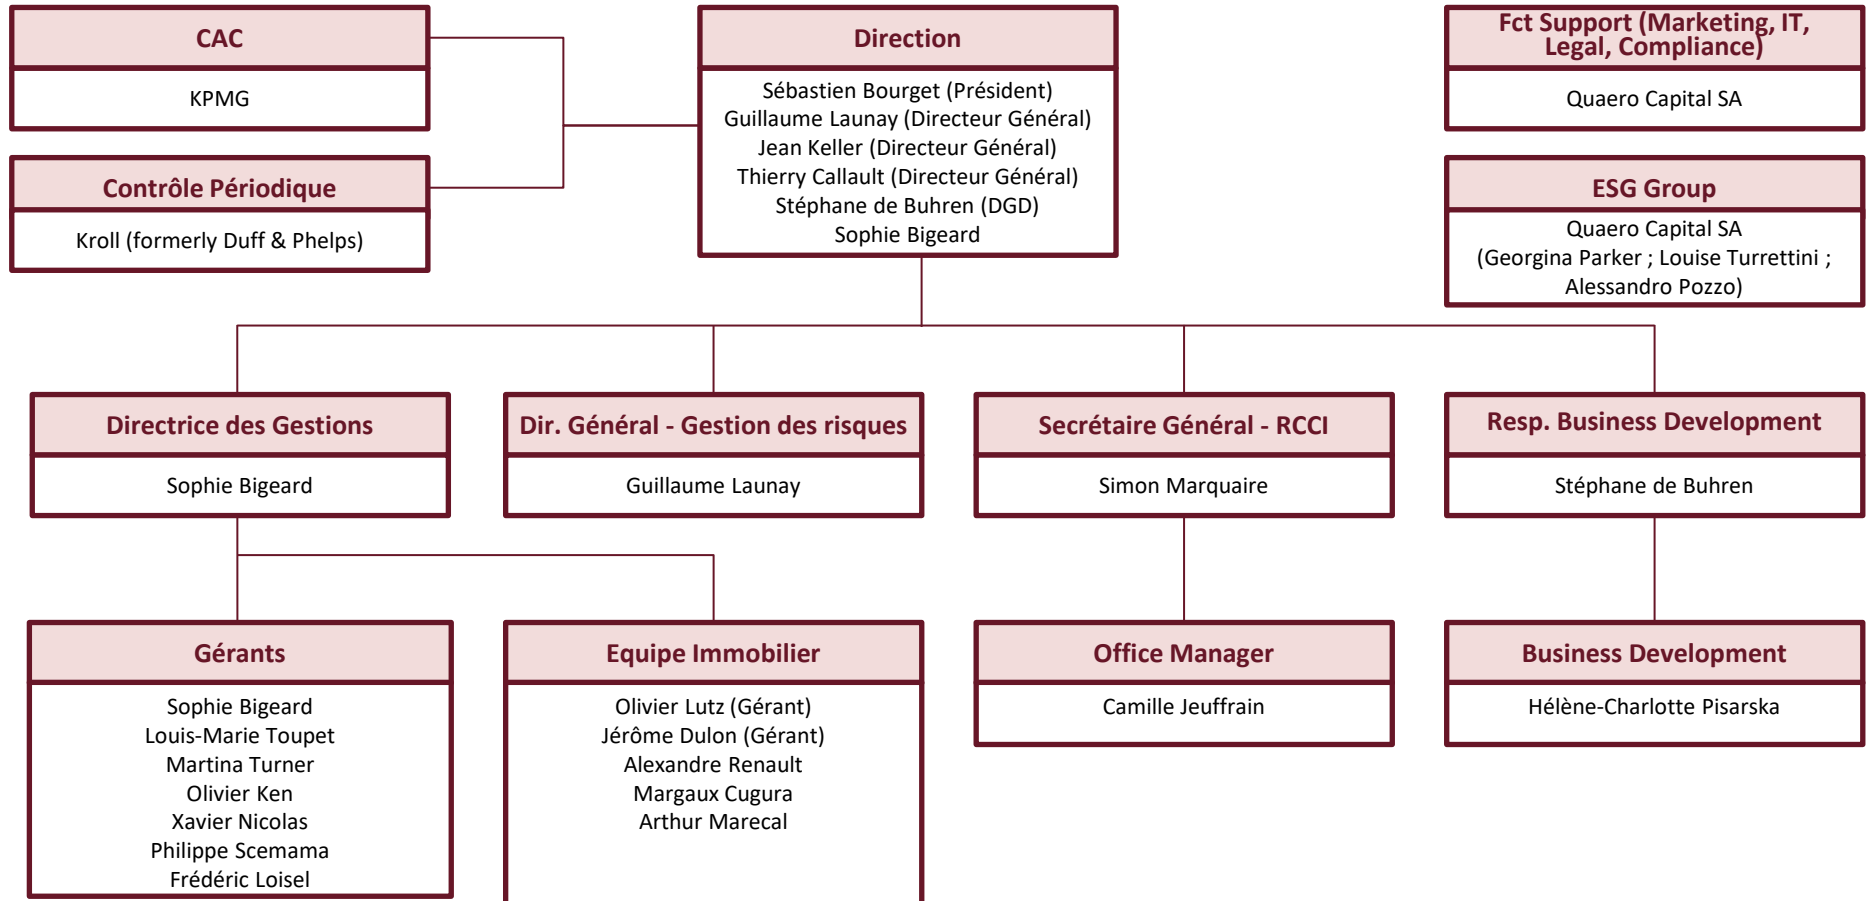 CAC
KPMG
Contrôle Périodique
Kroll (formerly Duff & Phelps)
Direction
Sébastien Bourget (Président)
Guillaume Launay (Directeur Général)
Jean Keller (Directeur Général)
Thierry Callault (Directeur Général)
Stéphane de Buhren (DGD)
Sophie Bigeard
Fct Support (Marketing, IT,
Legal, Compliance)
Quaero Capital SA
ESG Group
Quaero Capital SA
(Georgina Parker ; Louise Turrettini ;
Alessandro Pozzo)
Directrice des Gestions
Sophie Bigeard
Dir. Général - Gestion des risques
Guillaume Launay
Secrétaire Général - RCCI
Simon Marquaire
Resp. Business Development
Stéphane de Buhren
Gérants
Sophie Bigeard
Louis-Marie Toupet
Martina Turner
Olivier Ken
Xavier Nicolas
Philippe Scemama
Frédéric Loisel
Equipe Immobilier
Olivier Lutz (Gérant)
Jérôme Dulon (Gérant)
Alexandre Renault
Margaux Cugura
Arthur Marecal
Office Manager
Camille Jeuffrain
Business Development
Hélène-Charlotte Pisarska